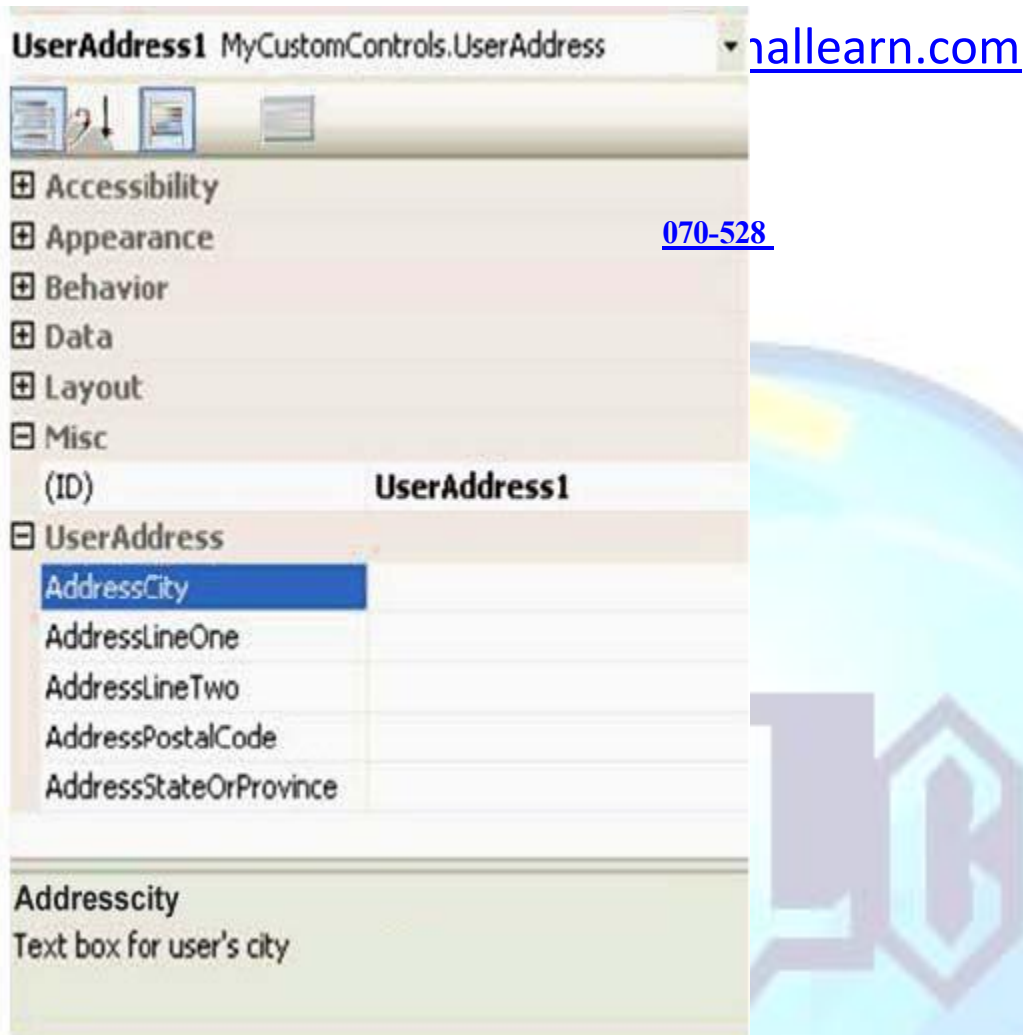 UserAddress1 MyCustomControls.UserAddress
allearn.com
Accessibility
Appearance
070-528
Behavior
Data
Layout
Misc
(ID) UserAddress1
UserAddress
AddressCity
AddressLineOne
AddressLineTwo
AddressPostalCode
AddressStateOrProvince
Addresscity
Text box for user's city